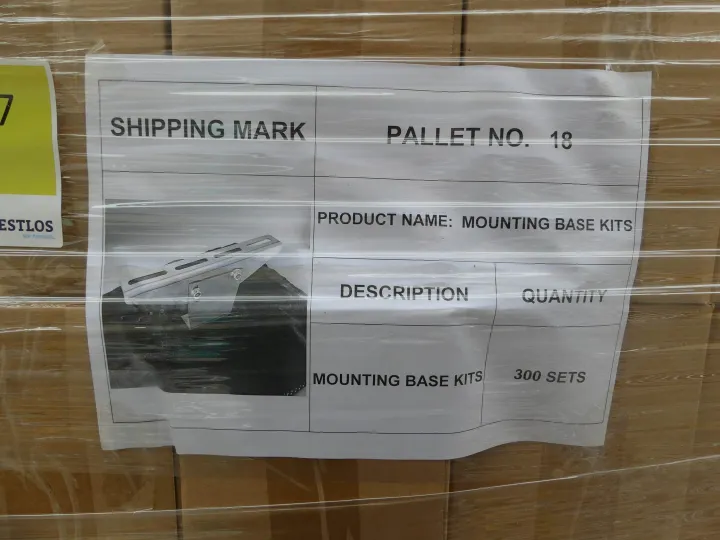 7
ESTLOS
SHIPPING MARK
PALLET NO. 18
PRODUCT NAME: MOUNTING BASE KITS
DESCRIPTION
QUANTITY
MOUNTING BASE KITS
300 SETS